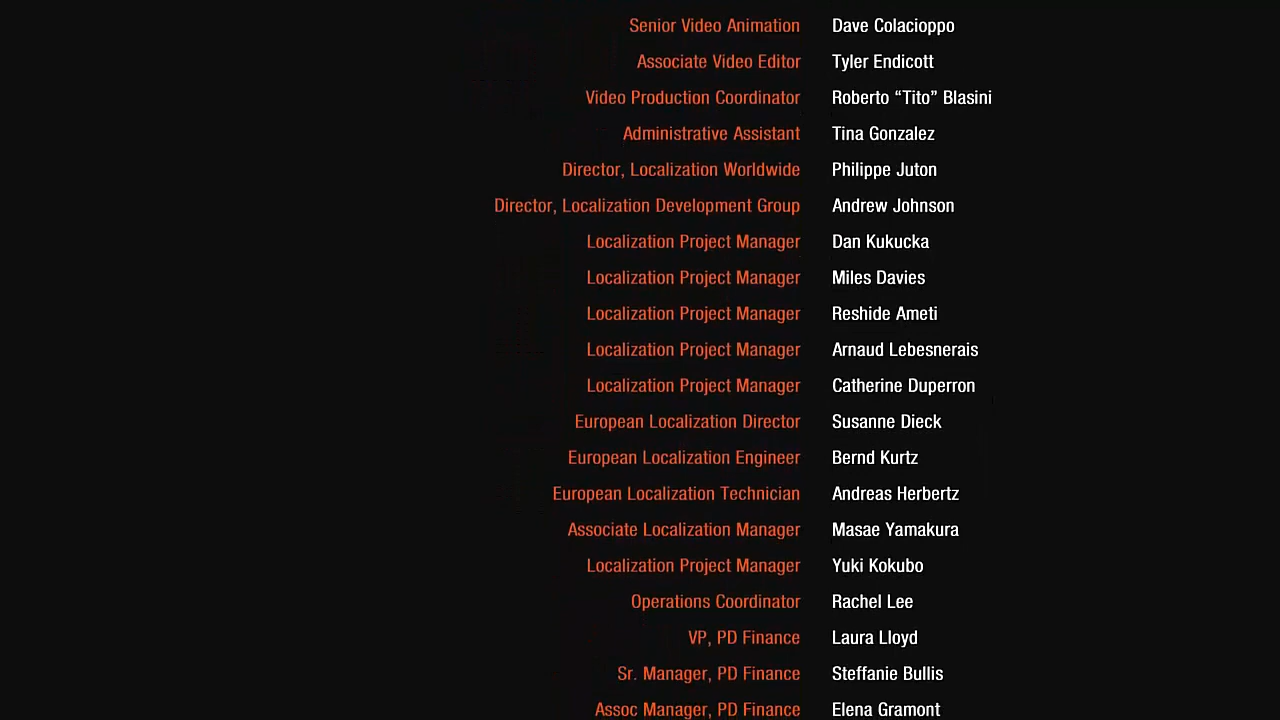 Senior Video Animation Dave Colacioppo
Associate Video Editor Tyler Endicott
Video Production Coordinator Roberto “Tito” Blasini
Administrative Assistant Tina Gonzalez
Director, Localization Worldwide Philippe Juton
Director, Localization Development Group Andrew Johnson
Localization Project Manager Dan Kukucka
Localization Project Manager Miles Davies
Localization Project Manager Reshide Ameti
Localization Project Manager Arnaud Lebesnerais
Localization Project Manager Catherine Duperron
European Localization Director Susanne Dieck
European Localization Engineer Bernd Kurtz
European Localization Technician Andreas Herbertz
Associate Localization Manager Masae Yamakura
Localization Project Manager Yuki Kokubo
Operations Coordinator Rachel Lee
VP, PD Finance Laura Lloyd
Sr. Manager, PD Finance Steffanie Bullis
Assoc Manager, PD Finance Elena Gramont